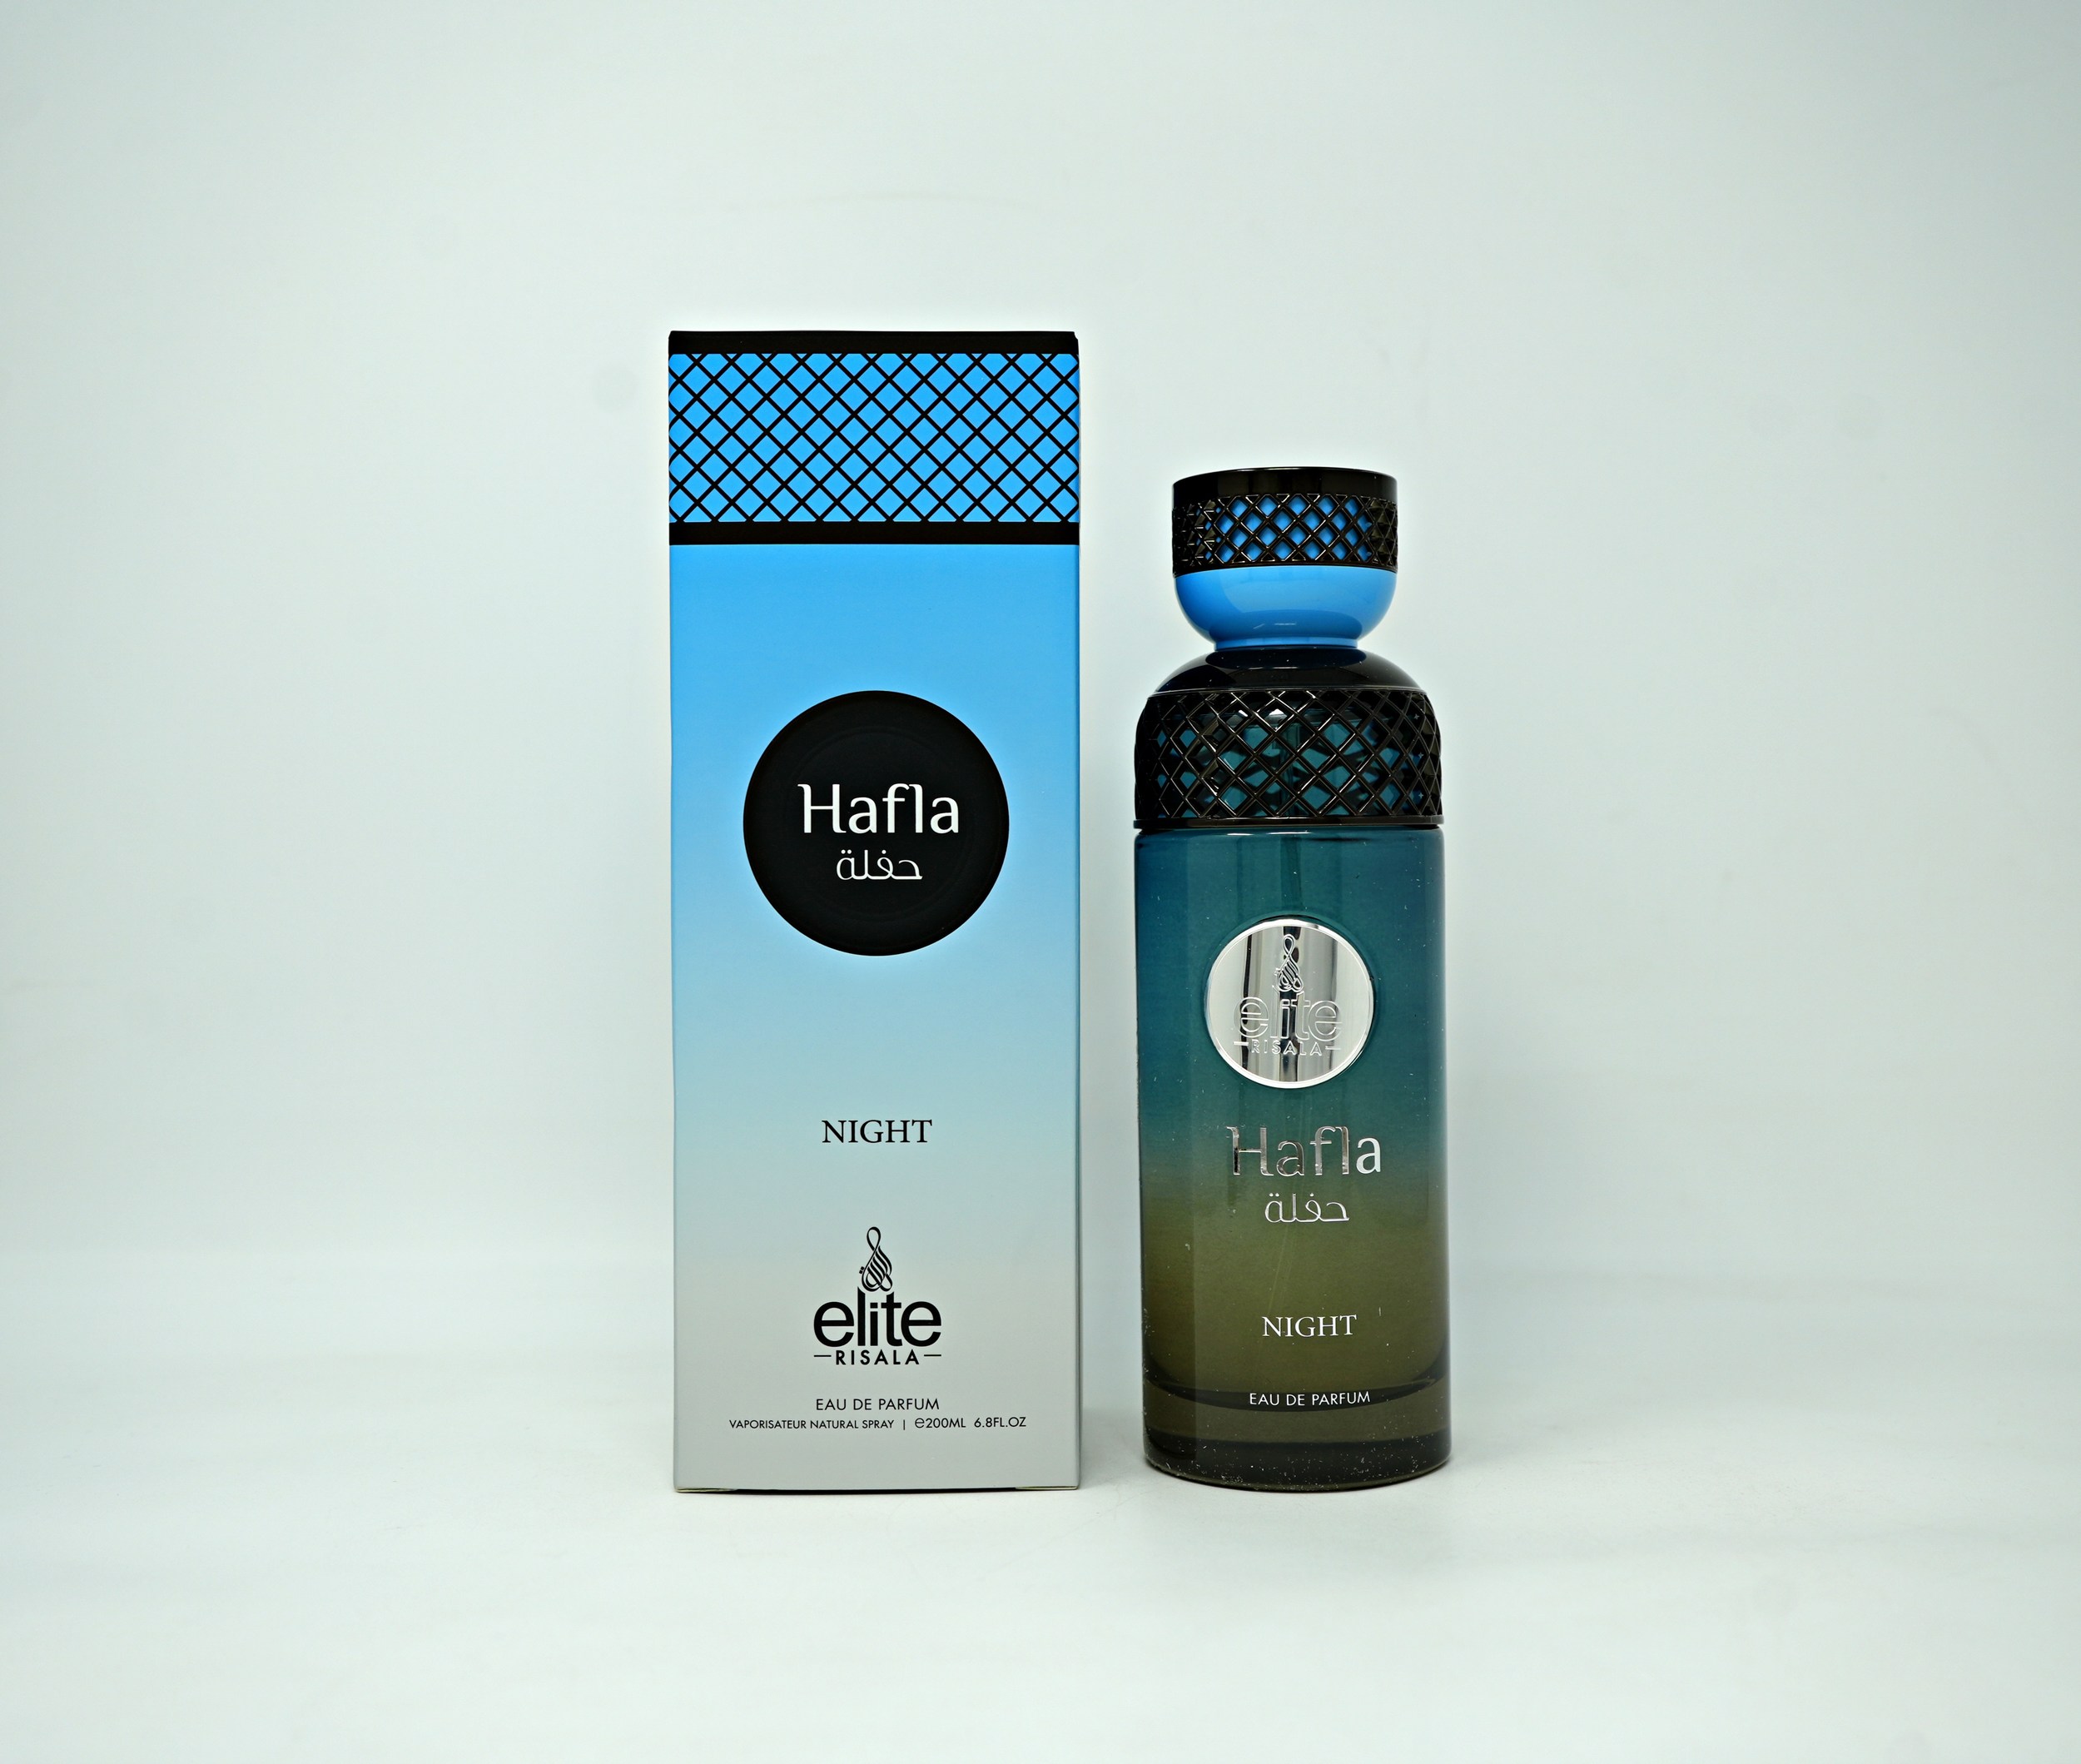 Hafla
حفلة
NIGHT
elite
RISALA
EAU DE PARFUM
VAPORISATEUR NATURAL SPRAY | ℮200ML 6.8FL.OZ
elite
RISALA
Hafla
حفلة
NIGHT
EAU DE PARFUM